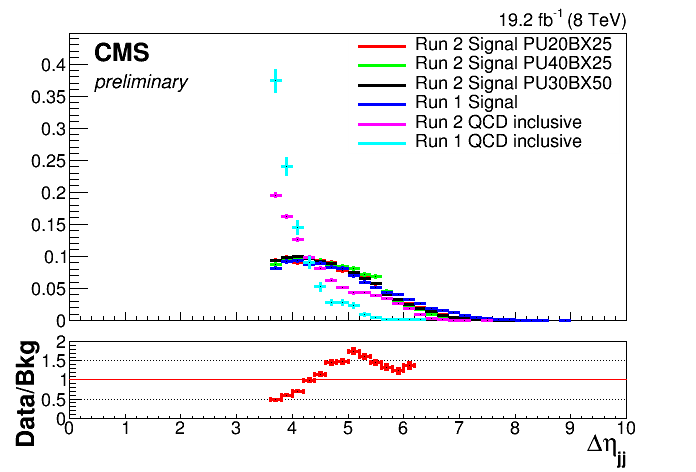 19.2 fb⁻¹ (8 TeV)
CMS
preliminary
Run 2 Signal PU20BX25
Run 2 Signal PU40BX25
Run 2 Signal PU30BX50
Run 1 Signal
Run 2 QCD inclusive
Run 1 QCD inclusive
0.4
0.35
0.3
0.25
0.2
0.15
0.1
0.05
0
Data/Bkg
2
1.5
1
0.5
0
0 1 2 3 4 5 6 7 8 9 10
Δη_jj